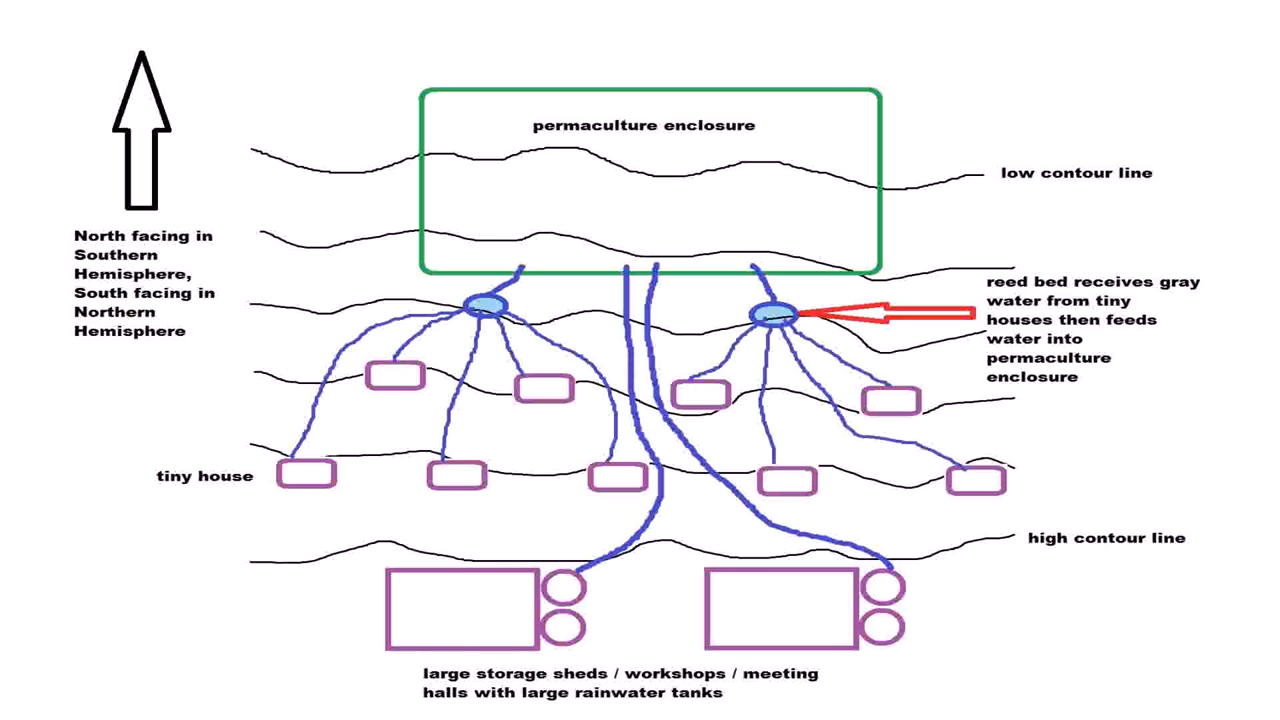 permaculture enclosure
low contour line
North facing in
Southern
Hemisphere,
South facing in
Northern
Hemisphere
reed bed receives gray
water from tiny
houses then feeds
water into
permaculture
enclosure
tiny house
high contour line
large storage sheds / workshops / meeting
halls with large rainwater tanks